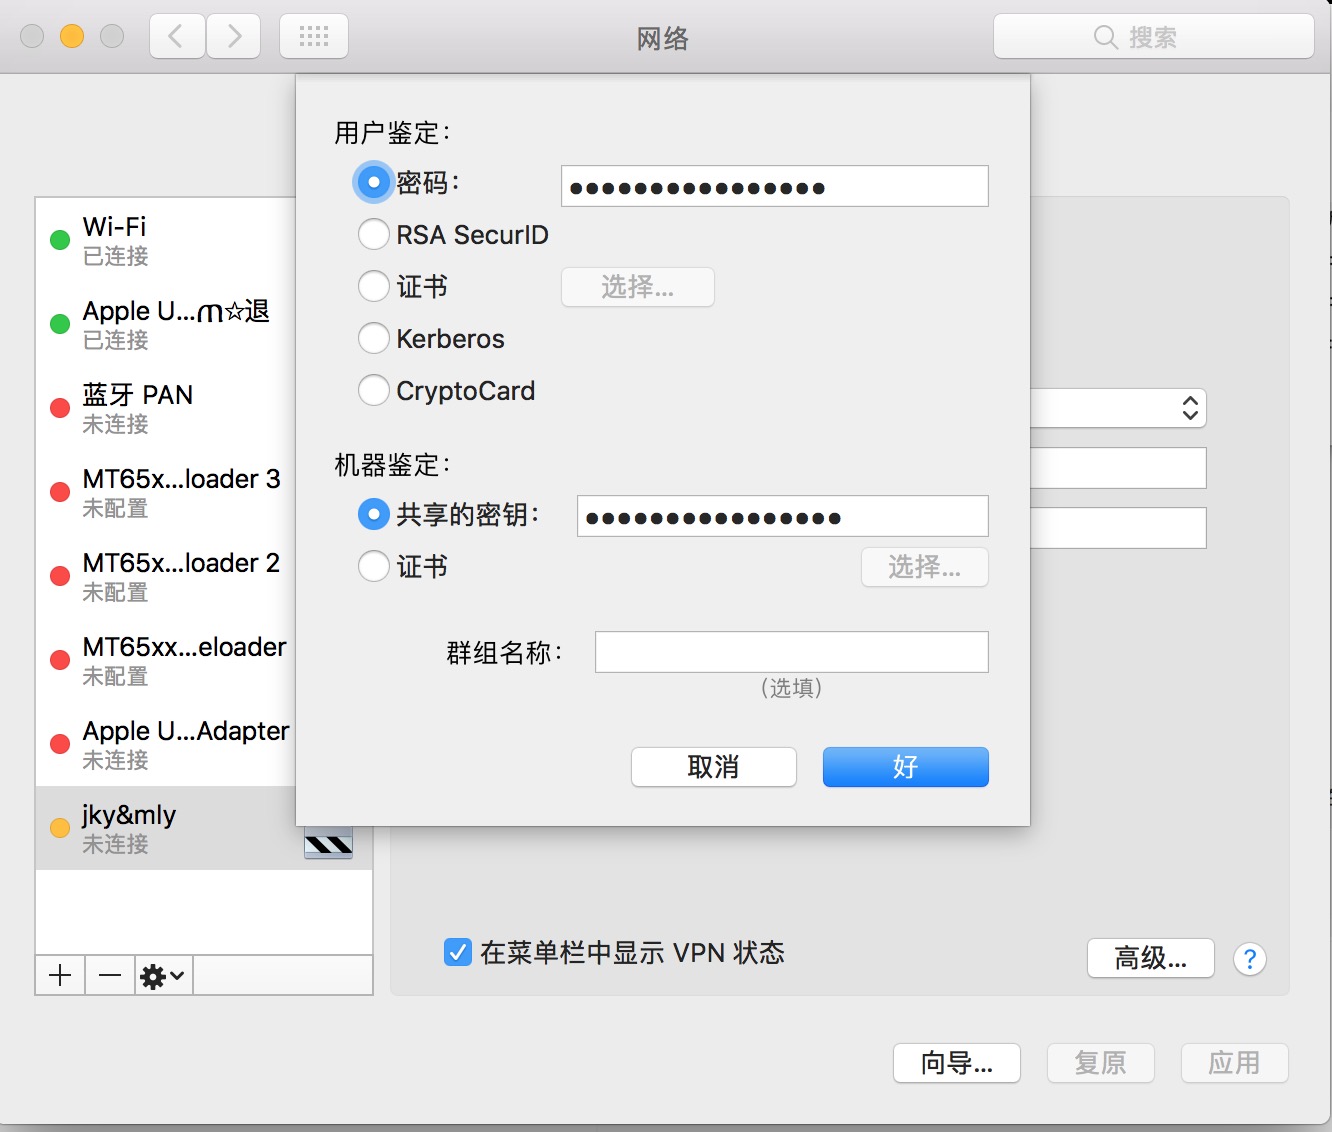 网络
搜索
用户鉴定：
密码：
●●●●●●●●●●●●●●●●
RSA SecurID
证书
选择...
Kerberos
CryptoCard
机器鉴定：
共享的密钥：
●●●●●●●●●●●●●●●●
证书
选择...
群组名称：
(选填)
取消
好
Wi-Fi
已连接
Apple U...ጠ☆退
已连接
蓝牙 PAN
未连接
MT65x...loader 3
未配置
MT65x...loader 2
未配置
MT65xx...eloader
未配置
Apple U...Adapter
未连接
jky&mly
未连接
在菜单栏中显示 VPN 状态
高级...
?
向导...
复原
应用